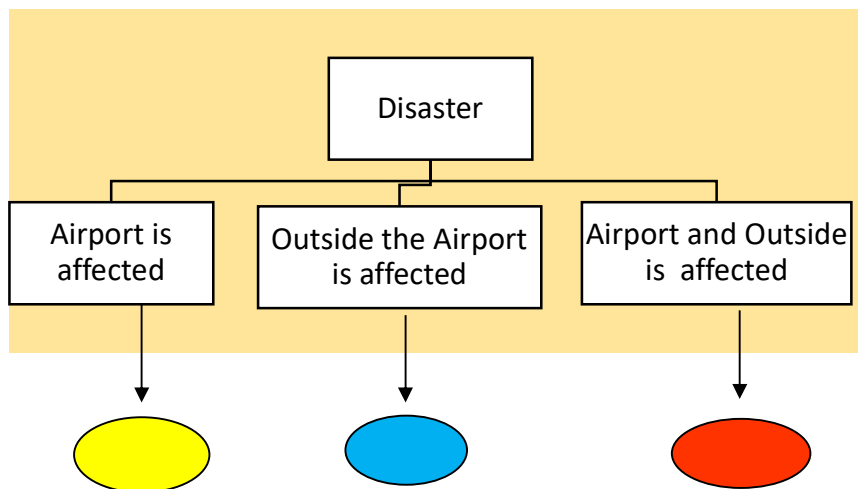 Disaster
Airport is
affected
Outside the Airport
is affected
Airport and Outside
is  affected